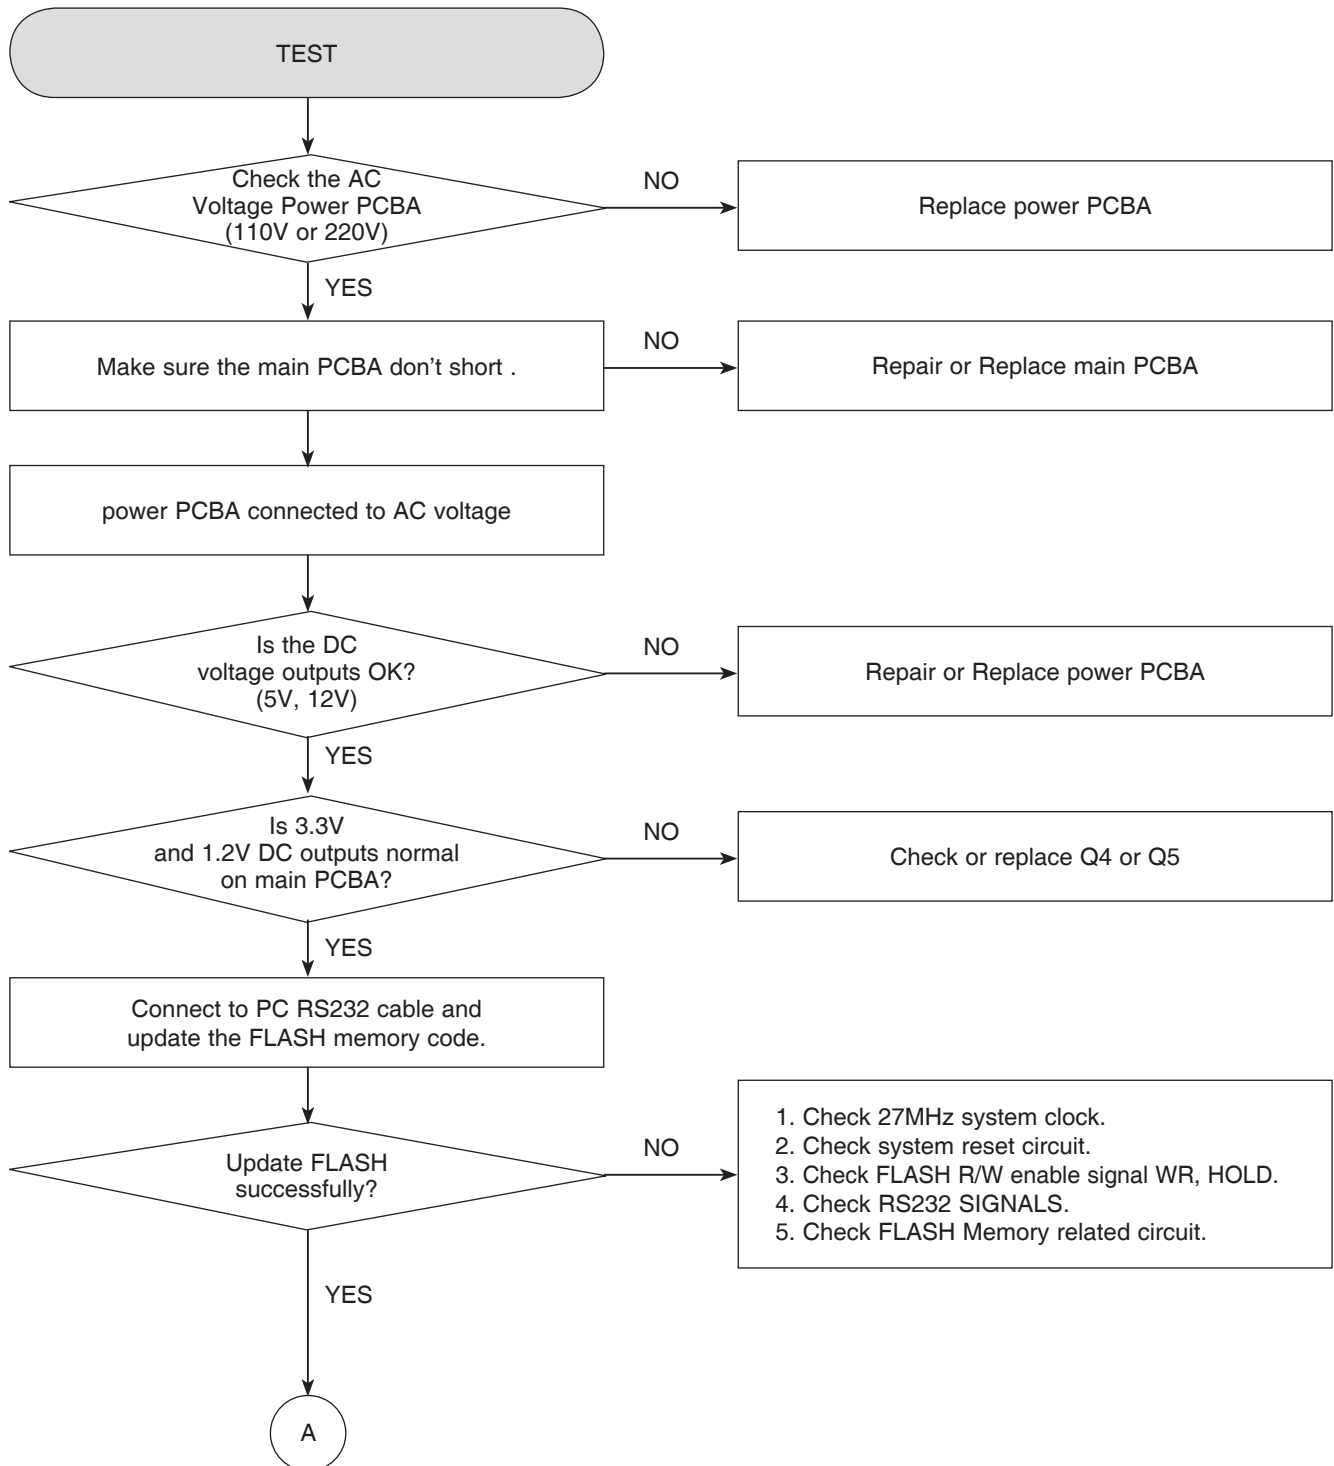 TEST
Check the AC
Voltage Power PCBA
(110V or 220V)
NO
Replace power PCBA
YES
Make sure the main PCBA don't short .
NO
Repair or Replace main PCBA
power PCBA connected to AC voltage
Is the DC
voltage outputs OK?
(5V, 12V)
NO
Repair or Replace power PCBA
YES
Is 3.3V
and 1.2V DC outputs normal
on main PCBA?
NO
Check or replace Q4 or Q5
YES
Connect to PC RS232 cable and
update the FLASH memory code.
Update FLASH
successfully?
NO
1. Check 27MHz system clock.
2. Check system reset circuit.
3. Check FLASH R/W enable signal WR, HOLD.
4. Check RS232 SIGNALS.
5. Check FLASH Memory related circuit.
YES
A